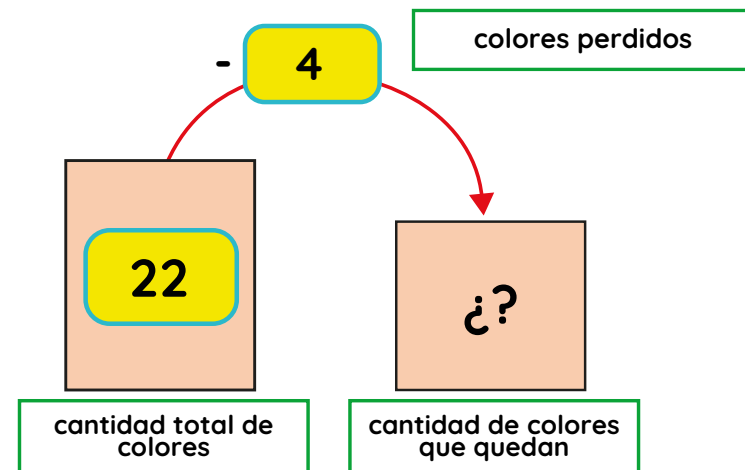 - 4
colores perdidos
22
¿?
cantidad total de
colores
cantidad de colores
que quedan